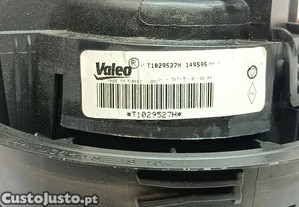 Valeo®
T1029527H 149595
MADE IN TURKEY
*T1029527H*
CustoJusto.pt